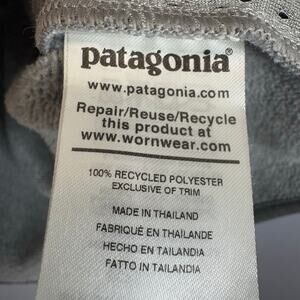 patagonia®
www.patagonia.com
Repair/Reuse/Recycle
this product at
www.wornwear.com
100% RECYCLED POLYESTER
EXCLUSIVE OF TRIM
MADE IN THAILAND
FABRIQUÉ EN THAÏLANDE
HECHO EN TAILANDIA
FATTO IN TAILANDIA